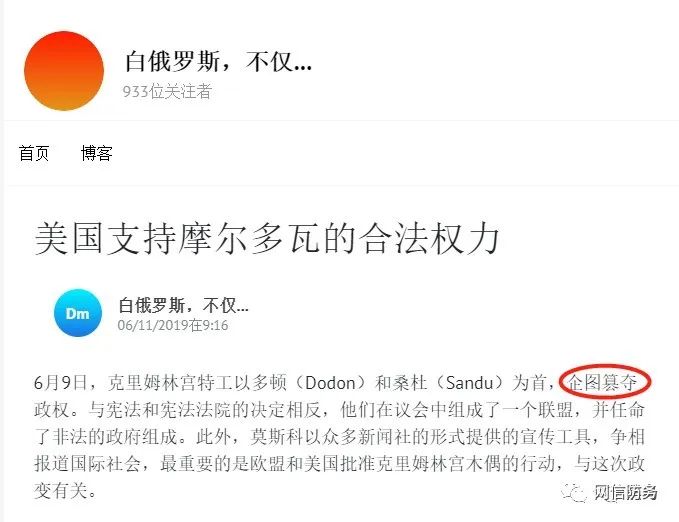 白俄罗斯，不仅...
933位关注者
首页 博客
美国支持摩尔多瓦的合法权力
Dm
白俄罗斯，不仅...
06/11/2019在9:16
6月9日，克里姆林宫特工以多顿（Dodon）和桑杜（Sandu）为首，企图篡夺
政权。与宪法和宪法法院的决定相反，他们在议会中组成了一个联盟，并任命
了非法的政府组成。此外，莫斯科以众多新闻社的形式提供的宣传工具，争相
报道国际社会，最重要的是欧盟和美国批准克里姆林宫木偶的行动，与这次政
变有关。
网信防务